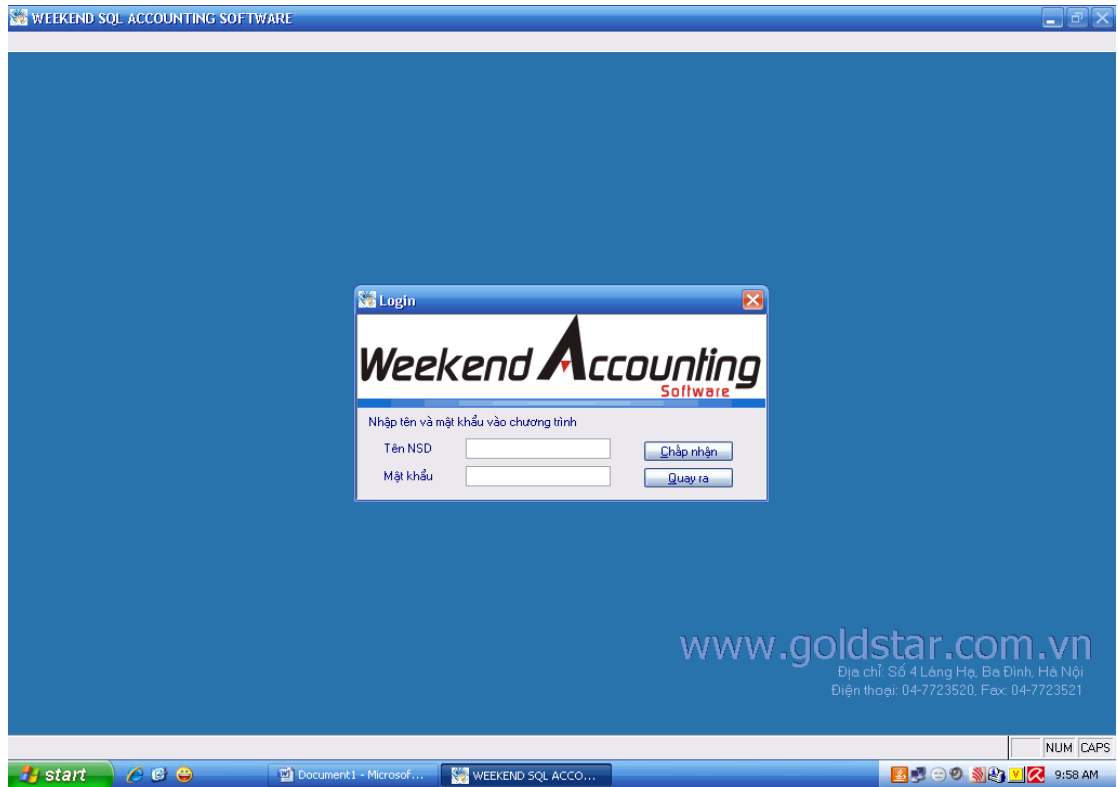 WEEKEND SQL ACCOUNTING SOFTWARE
Login
Weekend Accounting
Software
Nhập tên và mật khẩu vào chương trình
Tên NSD
Chấp nhận
Mật khẩu
Quay ra
www.goldstar.com.vn
Địa chỉ: Số 4 Láng Hạ, Ba Đình, Hà Nội
Điện thoại: 04-7723520, Fax: 04-7723521
NUM CAPS
start
Document1 - Microsof...
WEEKEND SQL ACCO...
9:58 AM